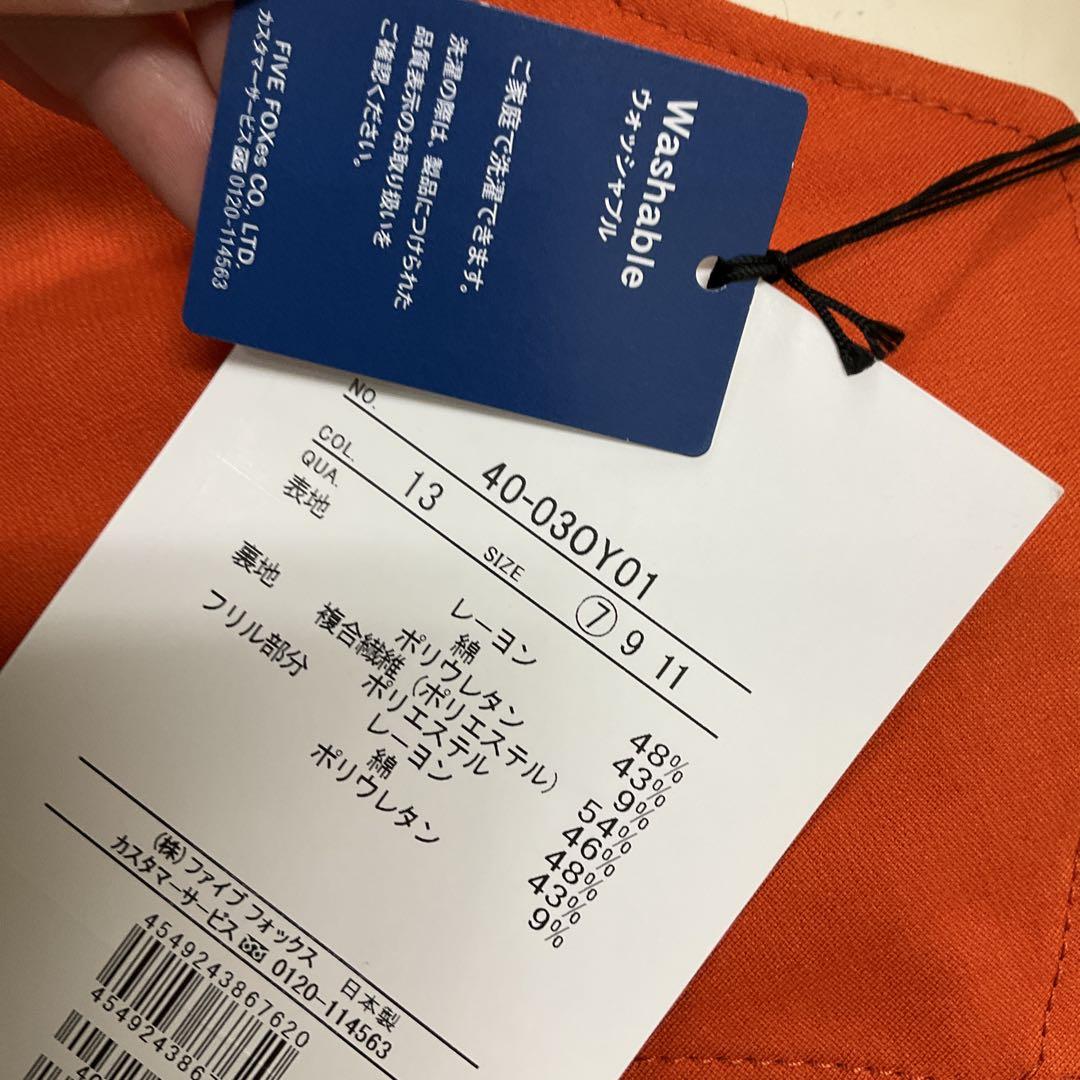 Washable
ウォッシャブル
ご家庭で洗濯できます。
洗濯の際は、製品につけられた
品質表示のお取り扱いを
ご確認ください。
FIVE FOXes CO., LTD.
カスタマーサービス 0120-114563
NO. 40-03OY01
COL. 13 SIZE 7 9 11
QUA.
表地 レーヨン 48%
綿 43%
ポリウレタン 9%
裏地 複合繊維(ポリエステル) 54%
ポリエステル 46%
フリル部分 レーヨン 48%
綿 43%
ポリウレタン 9%
(株)ファイブ フォックス 日本製
カスタマーサービス 0120-114563
4549243867620